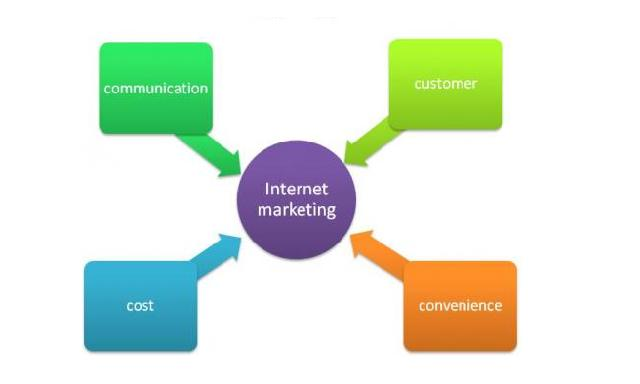 communication
customer
Internet
marketing
cost
convenience